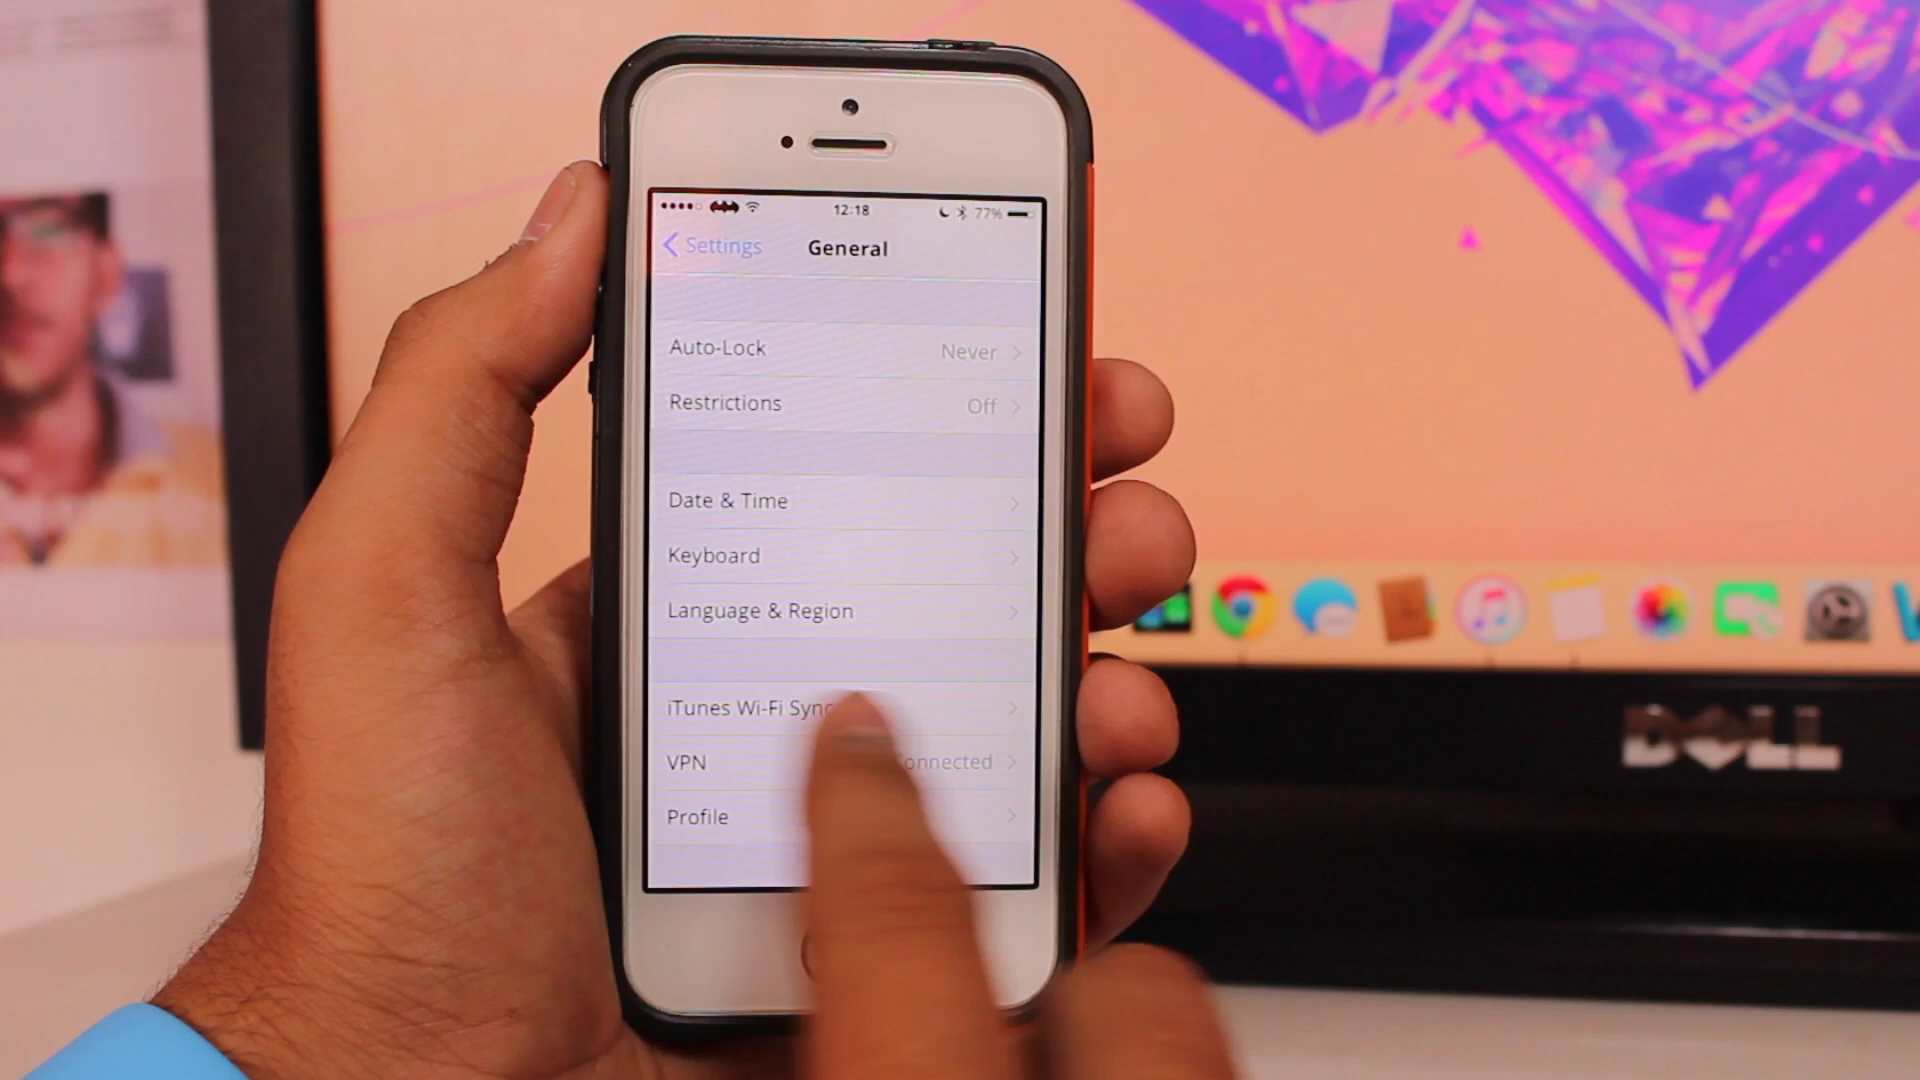 12:18
77%
Settings
General
Auto-Lock
Never
Restrictions
Off
Date & Time
Keyboard
Language & Region
iTunes Wi-Fi Sync
VPN
onnected
Profile
DELL